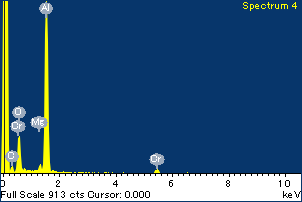 Spectrum 4
Al
O
Cr
Mg
C
Cr
0 2 4 6 8 10
Full Scale 913 cts Cursor: 0.000 keV